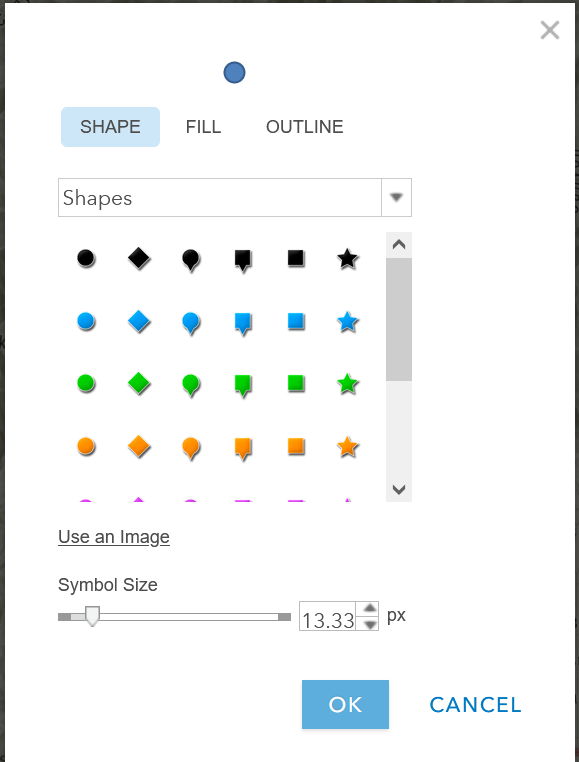 SHAPE FILL OUTLINE
Shapes
Use an Image
Symbol Size
13.33 px
OK CANCEL